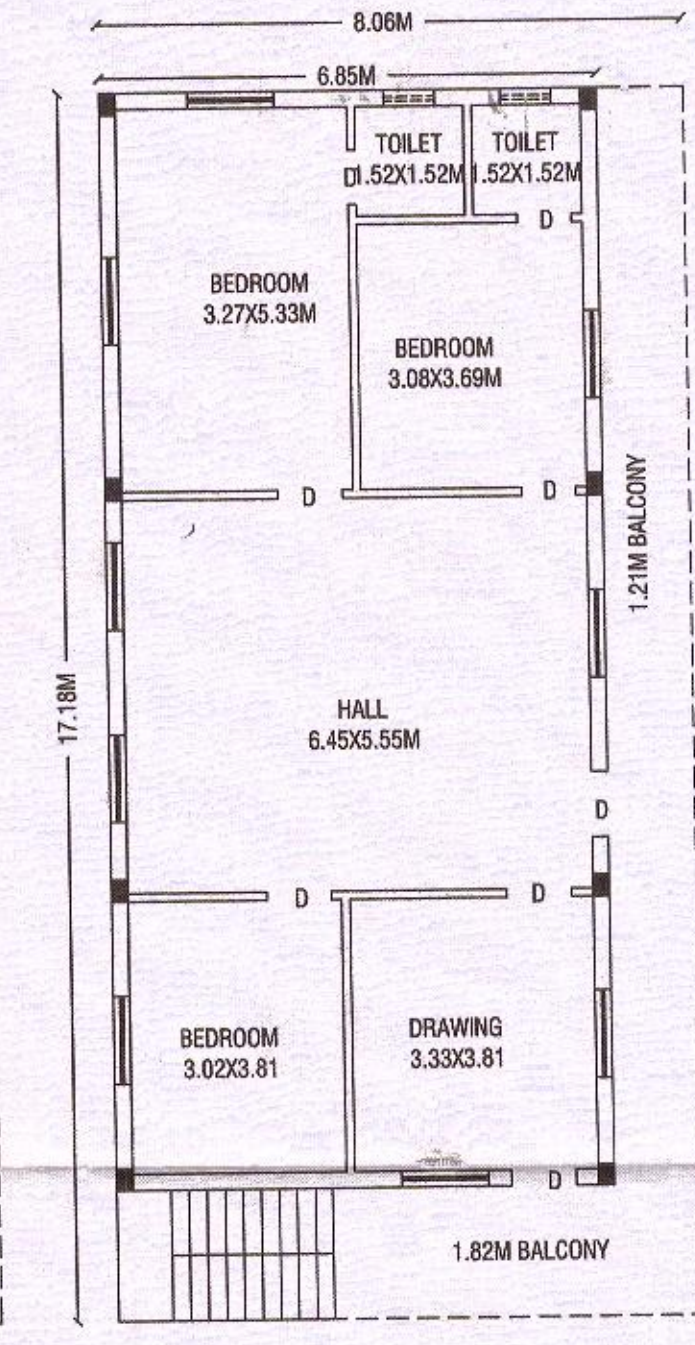 8.06M
6.85M
TOILET
1.52X1.52M
TOILET
1.52X1.52M
D
D
BEDROOM
3.27X5.33M
BEDROOM
3.08X3.69M
1.21M BALCONY
D
D
17.18M
HALL
6.45X5.55M
D
D
D
BEDROOM
3.02X3.81
DRAWING
3.33X3.81
D
1.82M BALCONY